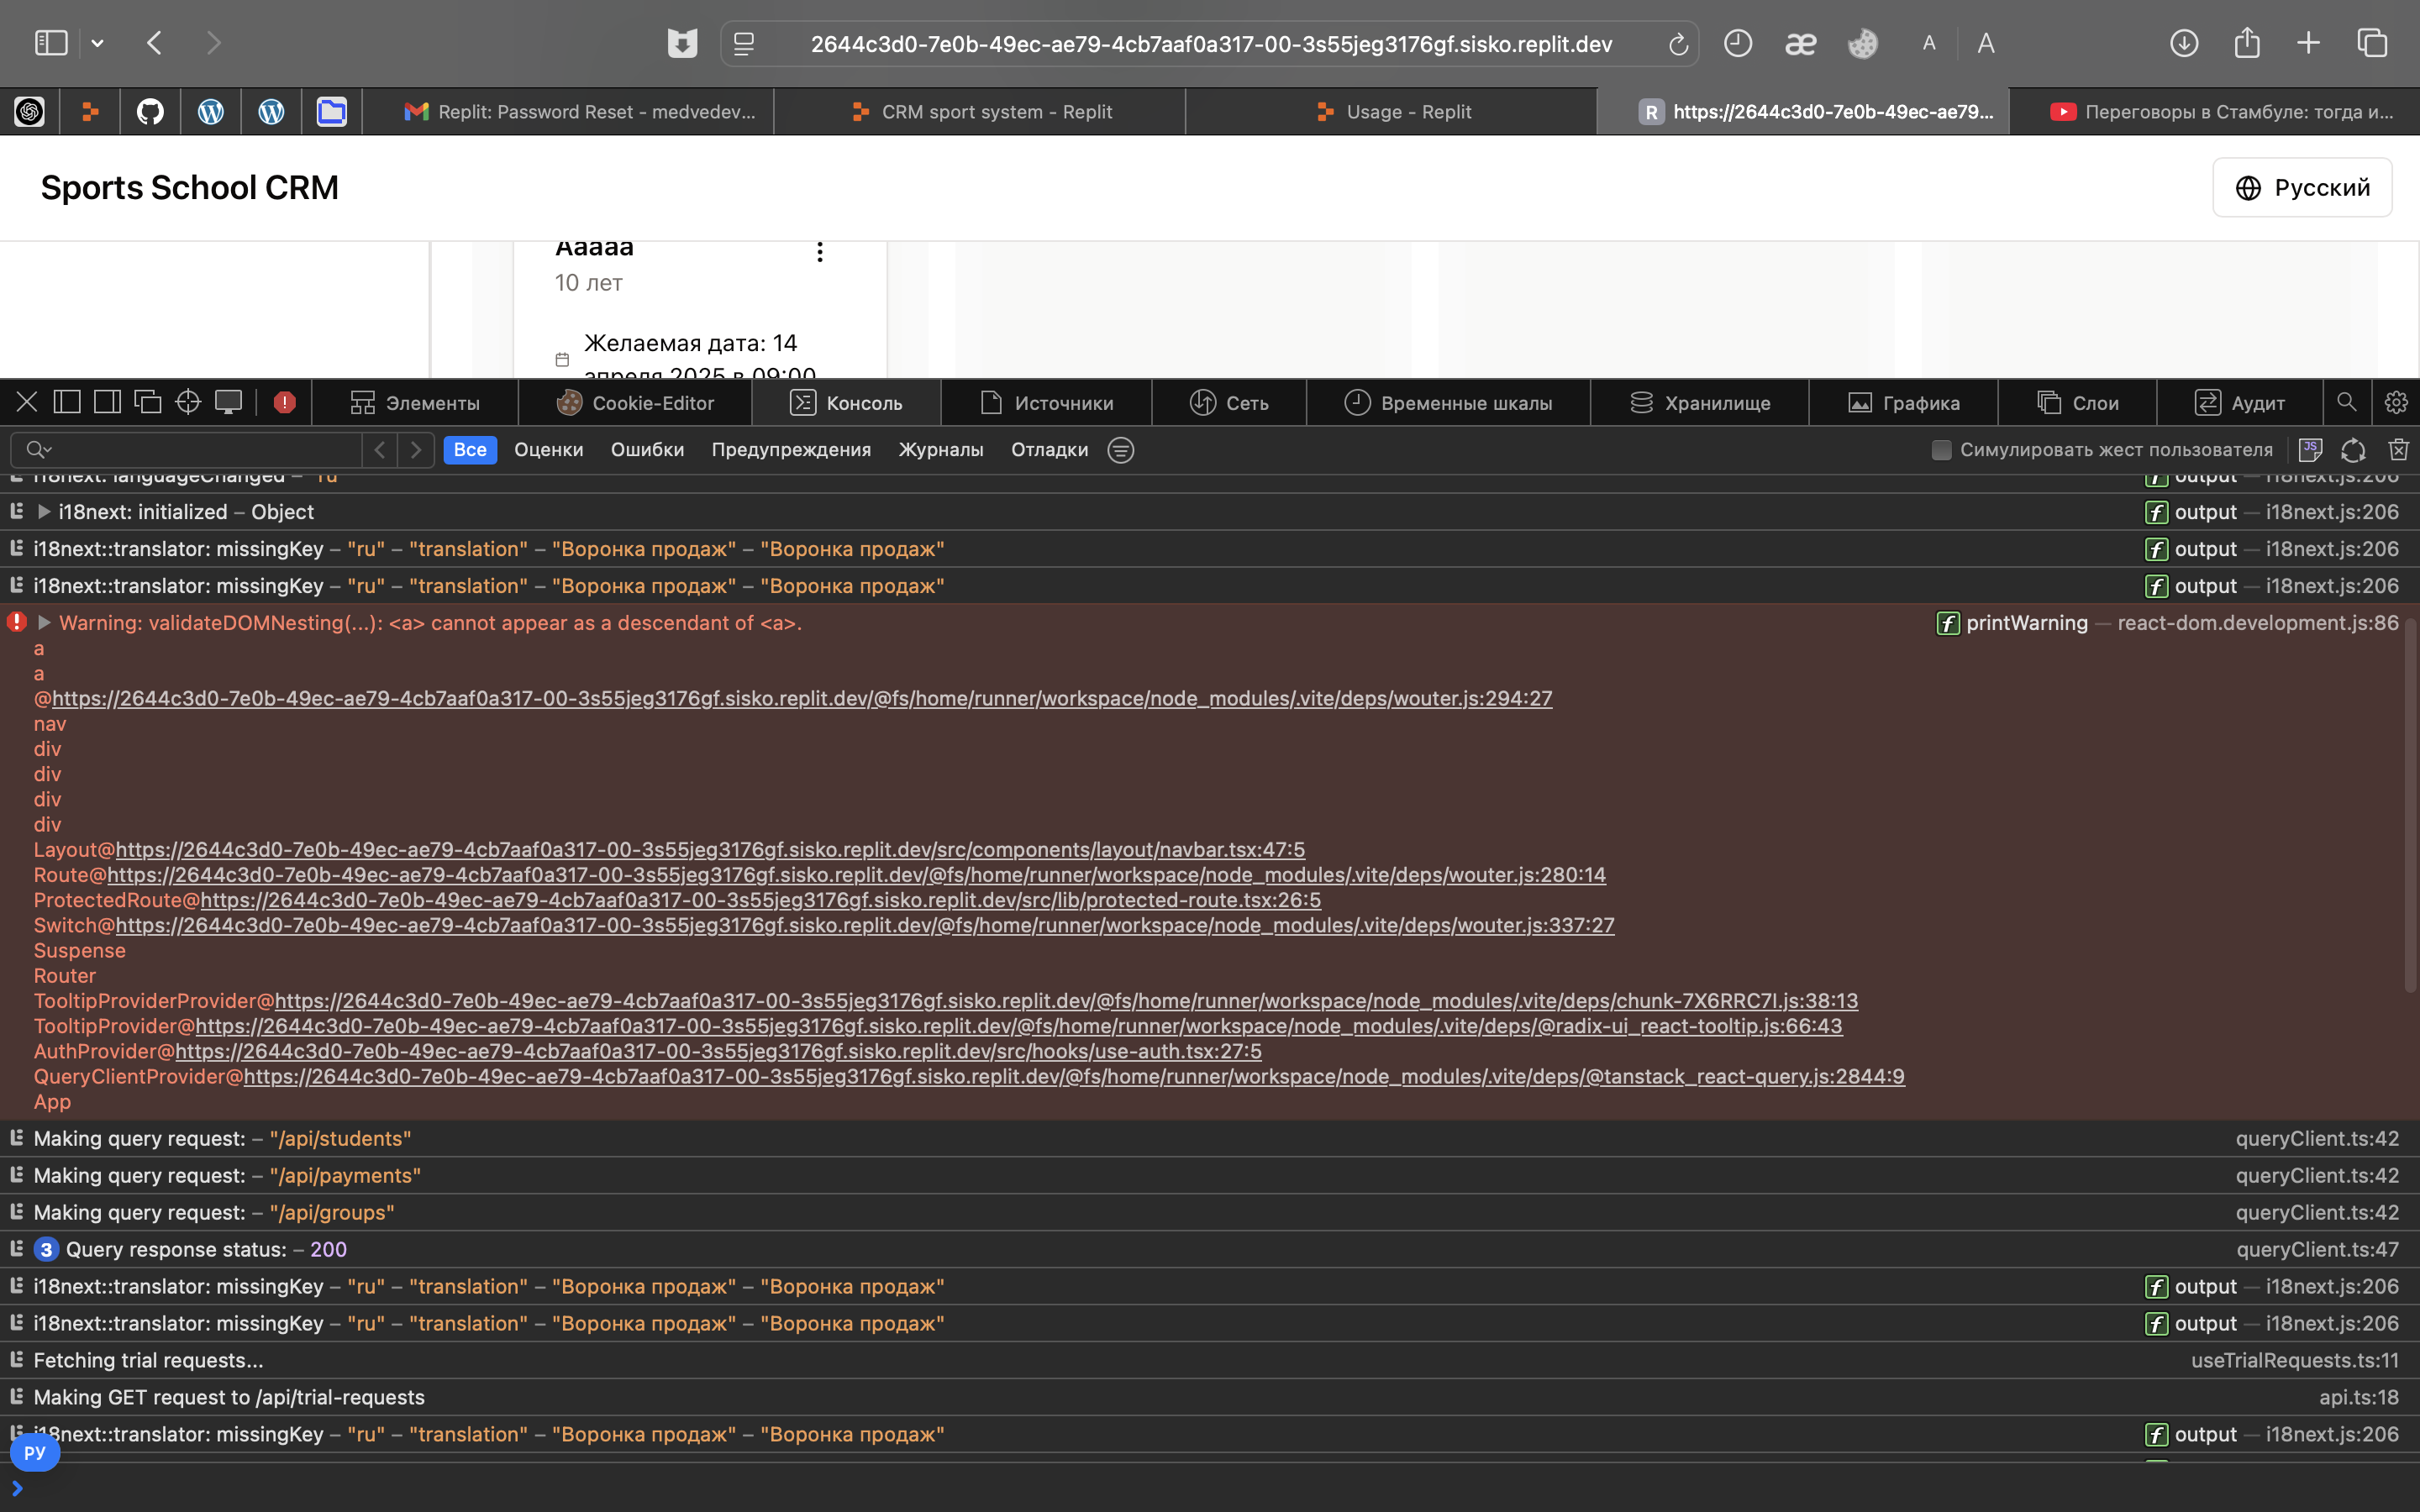 2644c3d0-7e0b-49ec-ae79-4cb7aaf0a317-00-3s55jeg3176gf.sisko.replit.dev
æ A A
Replit: Password Reset - medvedev... CRM sport system - Replit Usage - Replit R https://2644c3d0-7e0b-49ec-ae79... Переговоры в Стамбуле: тогда и...
Sports School CRM Русский
Ааааа
10 лет
Желаемая дата: 14
апреля 2025 в 09:00
Элементы Cookie-Editor Консоль Источники Сеть Временные шкалы Хранилище Графика Слои Аудит
Все Оценки Ошибки Предупреждения Журналы Отладки Симулировать жест пользователя JS
i18next: languageChanged – "ru" f output — i18next.js:206
i18next: initialized – Object f output — i18next.js:206
i18next::translator: missingKey – "ru" – "translation" – "Воронка продаж" – "Воронка продаж" f output — i18next.js:206
i18next::translator: missingKey – "ru" – "translation" – "Воронка продаж" – "Воронка продаж" f output — i18next.js:206
Warning: validateDOMNesting(...): <a> cannot appear as a descendant of <a>. f printWarning — react-dom.development.js:86
a
a
@https://2644c3d0-7e0b-49ec-ae79-4cb7aaf0a317-00-3s55jeg3176gf.sisko.replit.dev/@fs/home/runner/workspace/node_modules/.vite/deps/wouter.js:294:27
nav
div
div
div
div
Layout@https://2644c3d0-7e0b-49ec-ae79-4cb7aaf0a317-00-3s55jeg3176gf.sisko.replit.dev/src/components/layout/navbar.tsx:47:5
Route@https://2644c3d0-7e0b-49ec-ae79-4cb7aaf0a317-00-3s55jeg3176gf.sisko.replit.dev/@fs/home/runner/workspace/node_modules/.vite/deps/wouter.js:280:14
ProtectedRoute@https://2644c3d0-7e0b-49ec-ae79-4cb7aaf0a317-00-3s55jeg3176gf.sisko.replit.dev/src/lib/protected-route.tsx:26:5
Switch@https://2644c3d0-7e0b-49ec-ae79-4cb7aaf0a317-00-3s55jeg3176gf.sisko.replit.dev/@fs/home/runner/workspace/node_modules/.vite/deps/wouter.js:337:27
Suspense
Router
TooltipProviderProvider@https://2644c3d0-7e0b-49ec-ae79-4cb7aaf0a317-00-3s55jeg3176gf.sisko.replit.dev/@fs/home/runner/workspace/node_modules/.vite/deps/chunk-7X6RRC7I.js:38:13
TooltipProvider@https://2644c3d0-7e0b-49ec-ae79-4cb7aaf0a317-00-3s55jeg3176gf.sisko.replit.dev/@fs/home/runner/workspace/node_modules/.vite/deps/@radix-ui_react-tooltip.js:66:43
AuthProvider@https://2644c3d0-7e0b-49ec-ae79-4cb7aaf0a317-00-3s55jeg3176gf.sisko.replit.dev/src/hooks/use-auth.tsx:27:5
QueryClientProvider@https://2644c3d0-7e0b-49ec-ae79-4cb7aaf0a317-00-3s55jeg3176gf.sisko.replit.dev/@fs/home/runner/workspace/node_modules/.vite/deps/@tanstack_react-query.js:2844:9
App
Making query request: – "/api/students" queryClient.ts:42
Making query request: – "/api/payments" queryClient.ts:42
Making query request: – "/api/groups" queryClient.ts:42
3 Query response status: – 200 queryClient.ts:47
i18next::translator: missingKey – "ru" – "translation" – "Воронка продаж" – "Воронка продаж" f output — i18next.js:206
i18next::translator: missingKey – "ru" – "translation" – "Воронка продаж" – "Воронка продаж" f output — i18next.js:206
Fetching trial requests... useTrialRequests.ts:11
Making GET request to /api/trial-requests api.ts:18
i18next::translator: missingKey – "ru" – "translation" – "Воронка продаж" – "Воронка продаж" f output — i18next.js:206
РУ